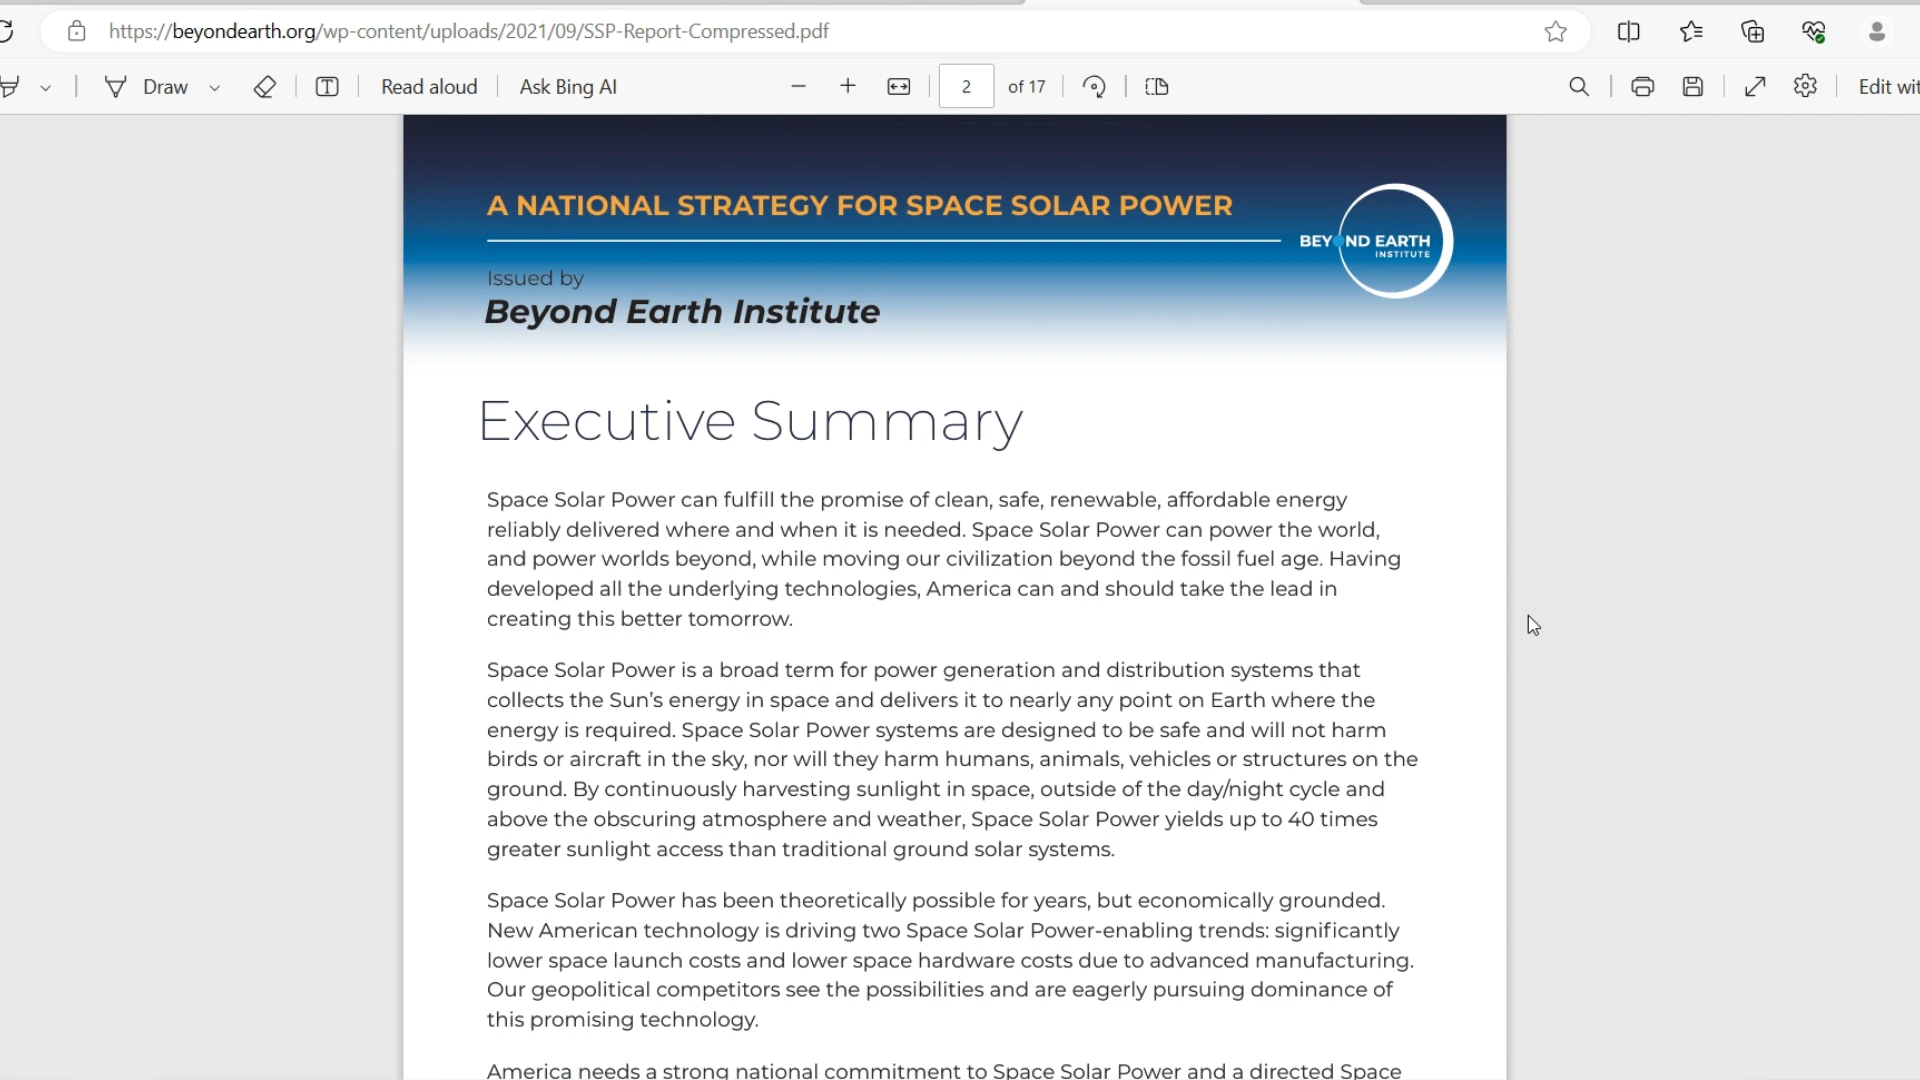 https://beyondearth.org/wp-content/uploads/2021/09/SSP-Report-Compressed.pdf
Draw Read aloud Ask Bing AI 2 of 17
A NATIONAL STRATEGY FOR SPACE SOLAR POWER
BEYOND EARTH
INSTITUTE
Issued by
Beyond Earth Institute
Executive Summary
Space Solar Power can fulfill the promise of clean, safe, renewable, affordable energy
reliably delivered where and when it is needed. Space Solar Power can power the world,
and power worlds beyond, while moving our civilization beyond the fossil fuel age. Having
developed all the underlying technologies, America can and should take the lead in
creating this better tomorrow.
Space Solar Power is a broad term for power generation and distribution systems that
collects the Sun’s energy in space and delivers it to nearly any point on Earth where the
energy is required. Space Solar Power systems are designed to be safe and will not harm
birds or aircraft in the sky, nor will they harm humans, animals, vehicles or structures on the
ground. By continuously harvesting sunlight in space, outside of the day/night cycle and
above the obscuring atmosphere and weather, Space Solar Power yields up to 40 times
greater sunlight access than traditional ground solar systems.
Space Solar Power has been theoretically possible for years, but economically grounded.
New American technology is driving two Space Solar Power-enabling trends: significantly
lower space launch costs and lower space hardware costs due to advanced manufacturing.
Our geopolitical competitors see the possibilities and are eagerly pursuing dominance of
this promising technology.
America needs a strong national commitment to Space Solar Power and a directed Space